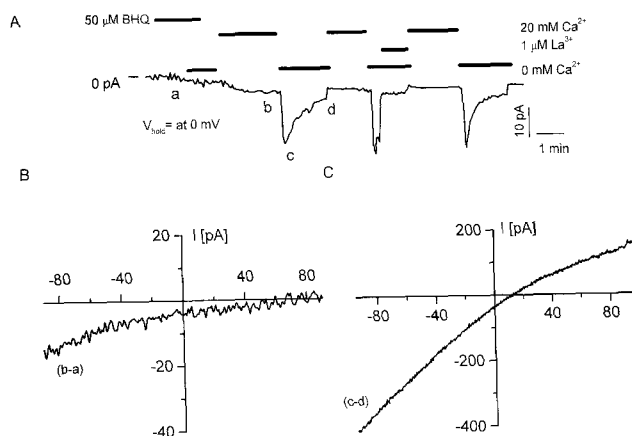 A
50 µM BHQ
20 mM Ca²⁺
1 µM La³⁺
0 mM Ca²⁺
0 pA
a
b
c
d
V_hold = at 0 mV
10 pA
1 min
B
I [pA]
20
-80
-40
40
80
-20
-40
(b-a)
C
I [pA]
200
-80
-40
40
80
-200
-400
(c-d)